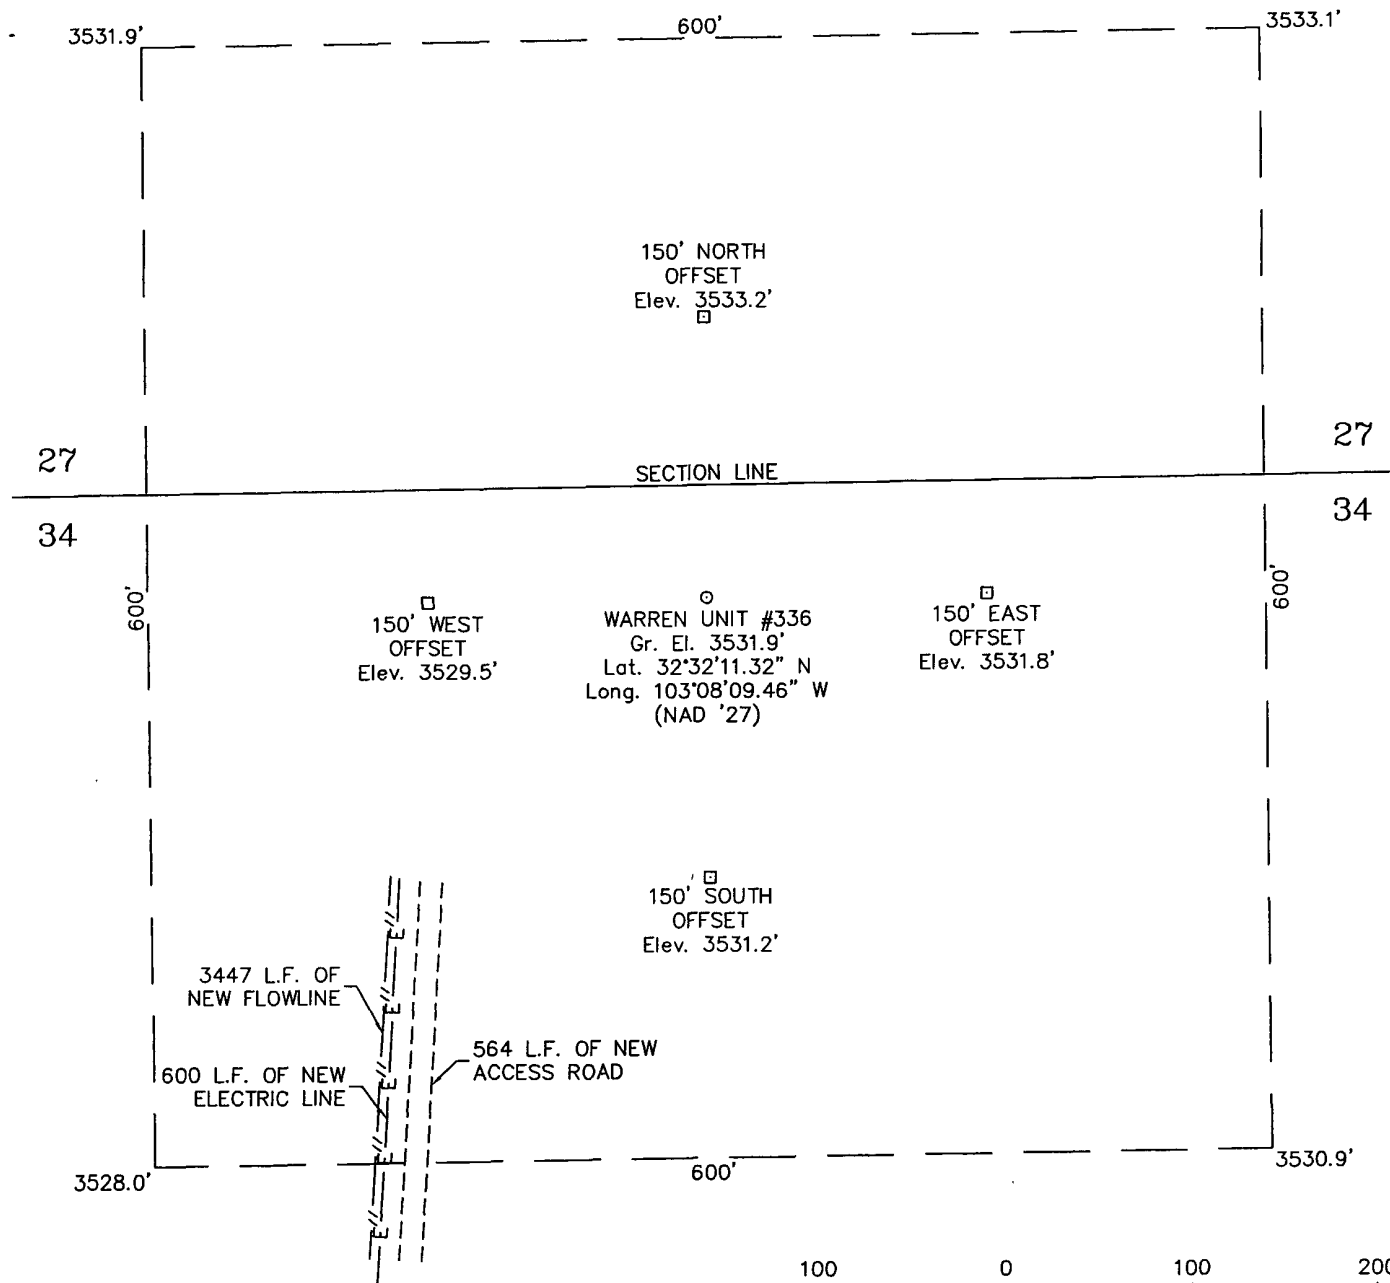 3531.9'
600'
3533.1'
150' NORTH
OFFSET
Elev. 3533.2'
27
27
SECTION LINE
34
34
600'
600'
150' WEST
OFFSET
Elev. 3529.5'
WARREN UNIT #336
Gr. El. 3531.9'
Lat. 32°32'11.32" N
Long. 103°08'09.46" W
(NAD '27)
150' EAST
OFFSET
Elev. 3531.8'
150' SOUTH
OFFSET
Elev. 3531.2'
3447 L.F. OF
NEW FLOWLINE
564 L.F. OF NEW
ACCESS ROAD
600 L.F. OF NEW
ELECTRIC LINE
E
E
E
E
E
3528.0'
600'
3530.9'
100 0 100 200